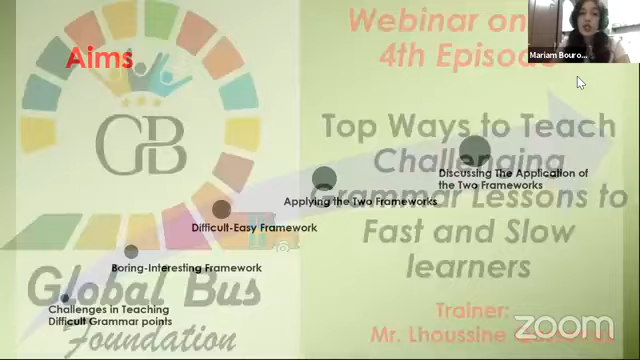 Aims
Webinar on
4th Episode
Mariam Bouro...
GB
Top Ways to Teach
Challenging
Grammar Lessons to
Fast and Slow
learners
Discussing The Application of
the Two Frameworks
Applying the Two Frameworks
Difficult-Easy Framework
Boring-Interesting Framework
Challenges in Teaching
Difficult Grammar points
Global Bus
Foundation
Trainer:
Mr. Lhoussine
zoom